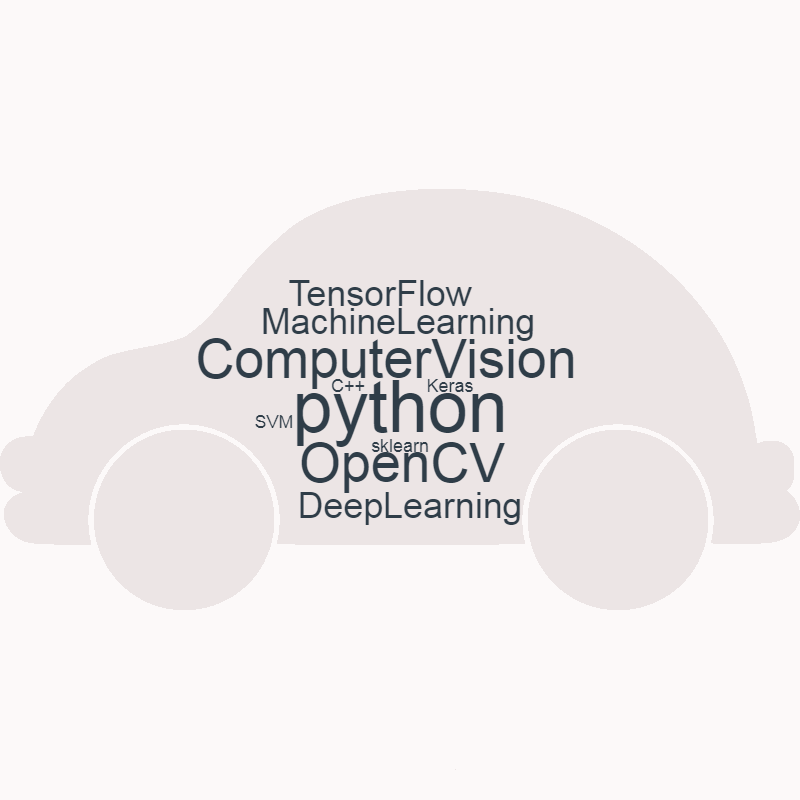 TensorFlow
MachineLearning
ComputerVision
C++ Keras
python
SVM
sklearn
OpenCV
DeepLearning